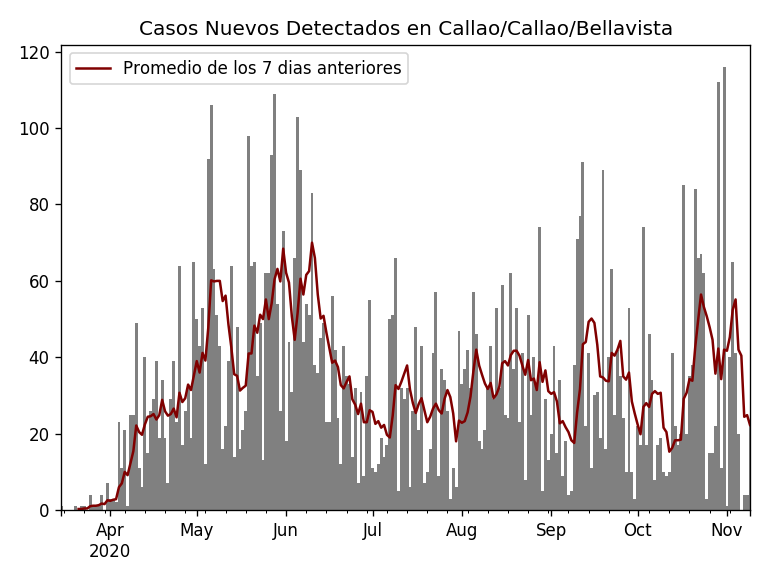 Casos Nuevos Detectados en Callao/Callao/Bellavista
Promedio de los 7 dias anteriores
120
100
80
60
40
20
0
Apr May Jun Jul Aug Sep Oct Nov
2020